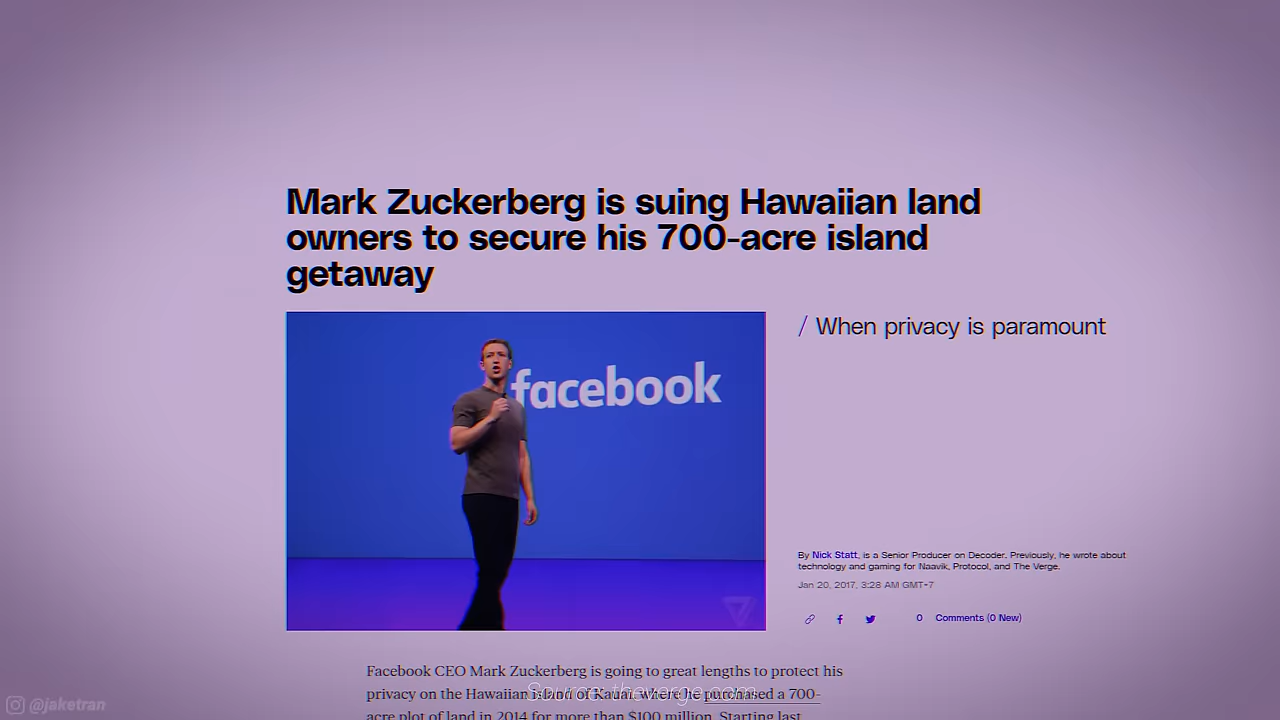 Mark Zuckerberg is suing Hawaiian land
owners to secure his 700-acre island
getaway
facebook
/ When privacy is paramount
By Nick Statt, is a Senior Producer on Decoder. Previously, he wrote about
technology and gaming for Naavik, Protocol, and The Verge.
Jan 20, 2017, 3:28 AM GMT+7
0 Comments (0 New)
Facebook CEO Mark Zuckerberg is going to great lengths to protect his
privacy on the Hawaiian island of Kauai, where he purchased a 700-
Source: theverge.com
acre plot of land in 2014 for more than $100 million. Starting last
@jaketran